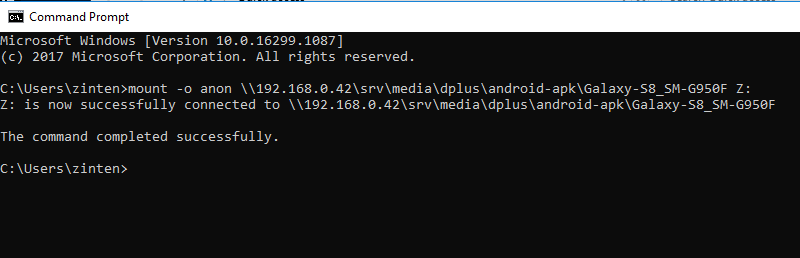 Command Prompt
Microsoft Windows [Version 10.0.16299.1087]
(c) 2017 Microsoft Corporation. All rights reserved.
C:\Users\zinten>mount -o anon \\192.168.0.42\srv\media\dplus\android-apk\Galaxy-S8_SM-G950F Z:
Z: is now successfully connected to \\192.168.0.42\srv\media\dplus\android-apk\Galaxy-S8_SM-G950F
The command completed successfully.
C:\Users\zinten>